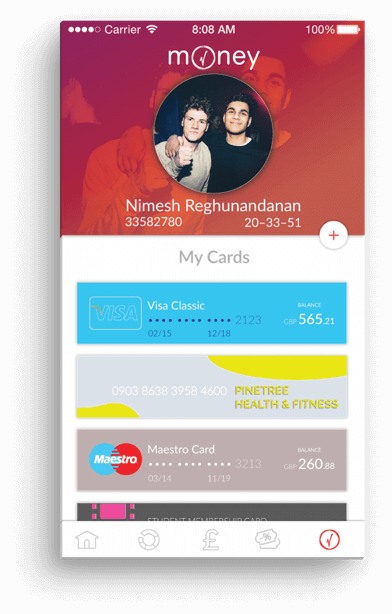 Carrier 8:08 AM 100%
money
Nimesh Reghunandanan
33582780 20-33-51
+
My Cards
VISA Visa Classic BALANCE
•••• •••• •••• 2123 GBP 565.21
02/15 12/18
0903 8638 3958 4600 PINETREE
HEALTH & FITNESS
Maestro Maestro Card BALANCE
•••• •••• •••• 3213 GBP 260.88
03/14 11/19
STUDENT MEMBERSHIP CARD
£ %